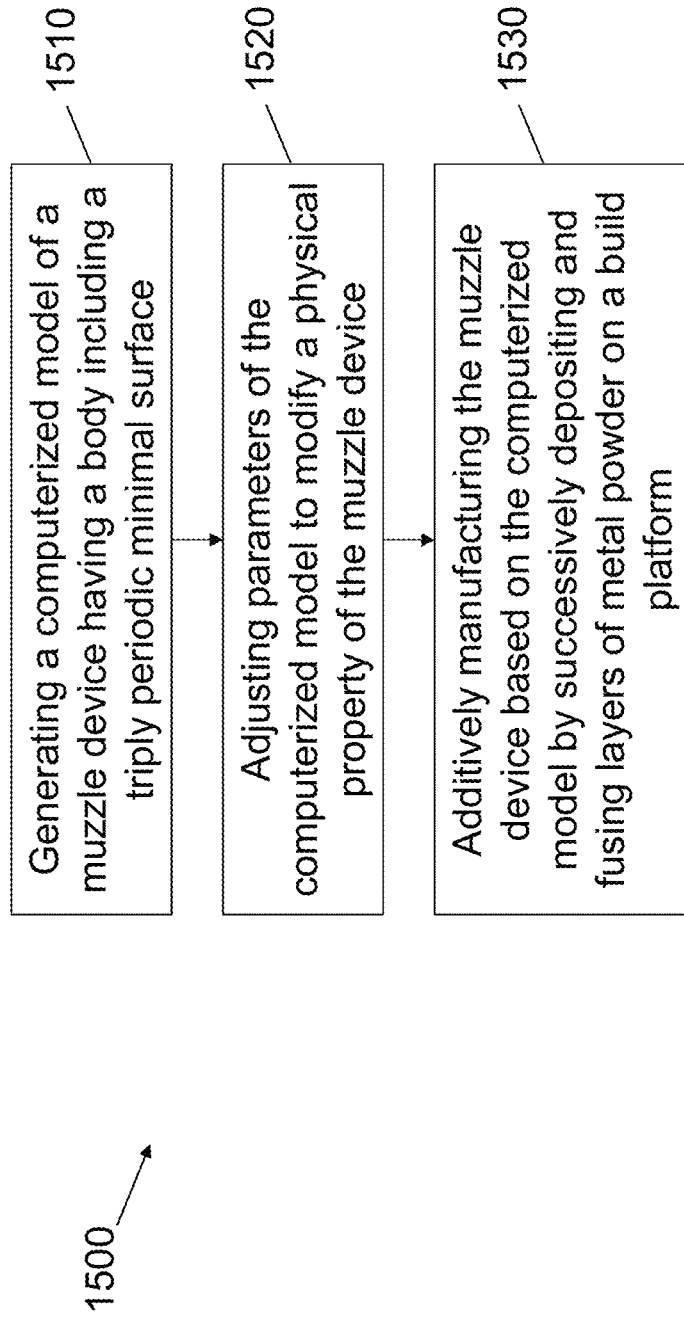 1500
1510
Generating a computerized model of a
muzzle device having a body including a
triply periodic minimal surface
1520
Adjusting parameters of the
computerized model to modify a physical
property of the muzzle device
1530
Additively manufacturing the muzzle
device based on the computerized
model by successively depositing and
fusing layers of metal powder on a build
platform